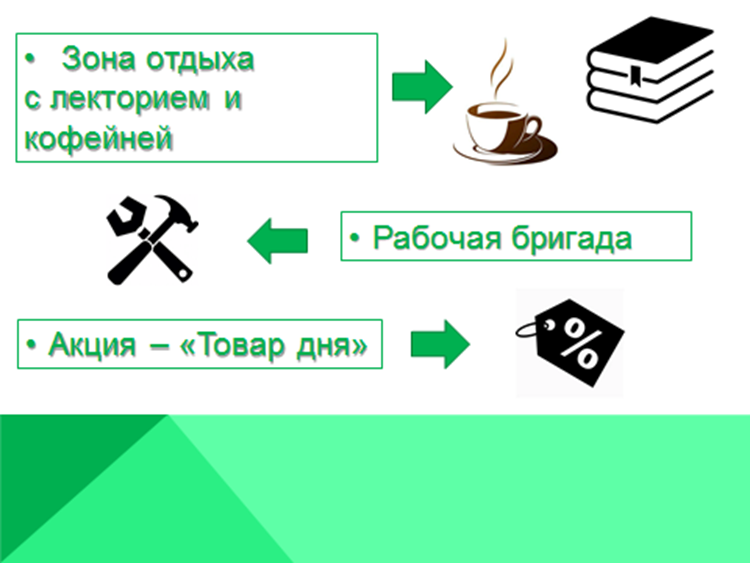 • Зона отдыха
с лекторием и
кофейней
• Рабочая бригада
• Акция – «Товар дня»
%